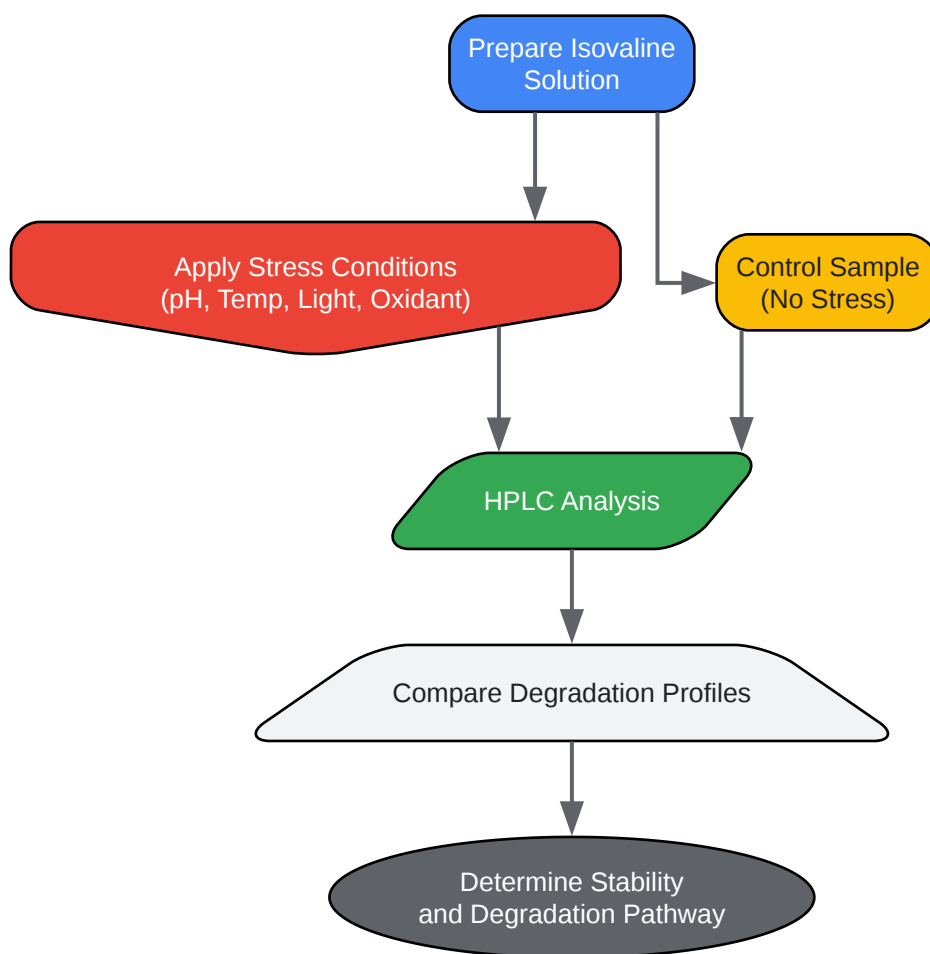 Prepare Isovaline
Solution
Apply Stress Conditions
(pH, Temp, Light, Oxidant)
Control Sample
(No Stress)
HPLC Analysis
Compare Degradation Profiles
Determine Stability
and Degradation Pathway